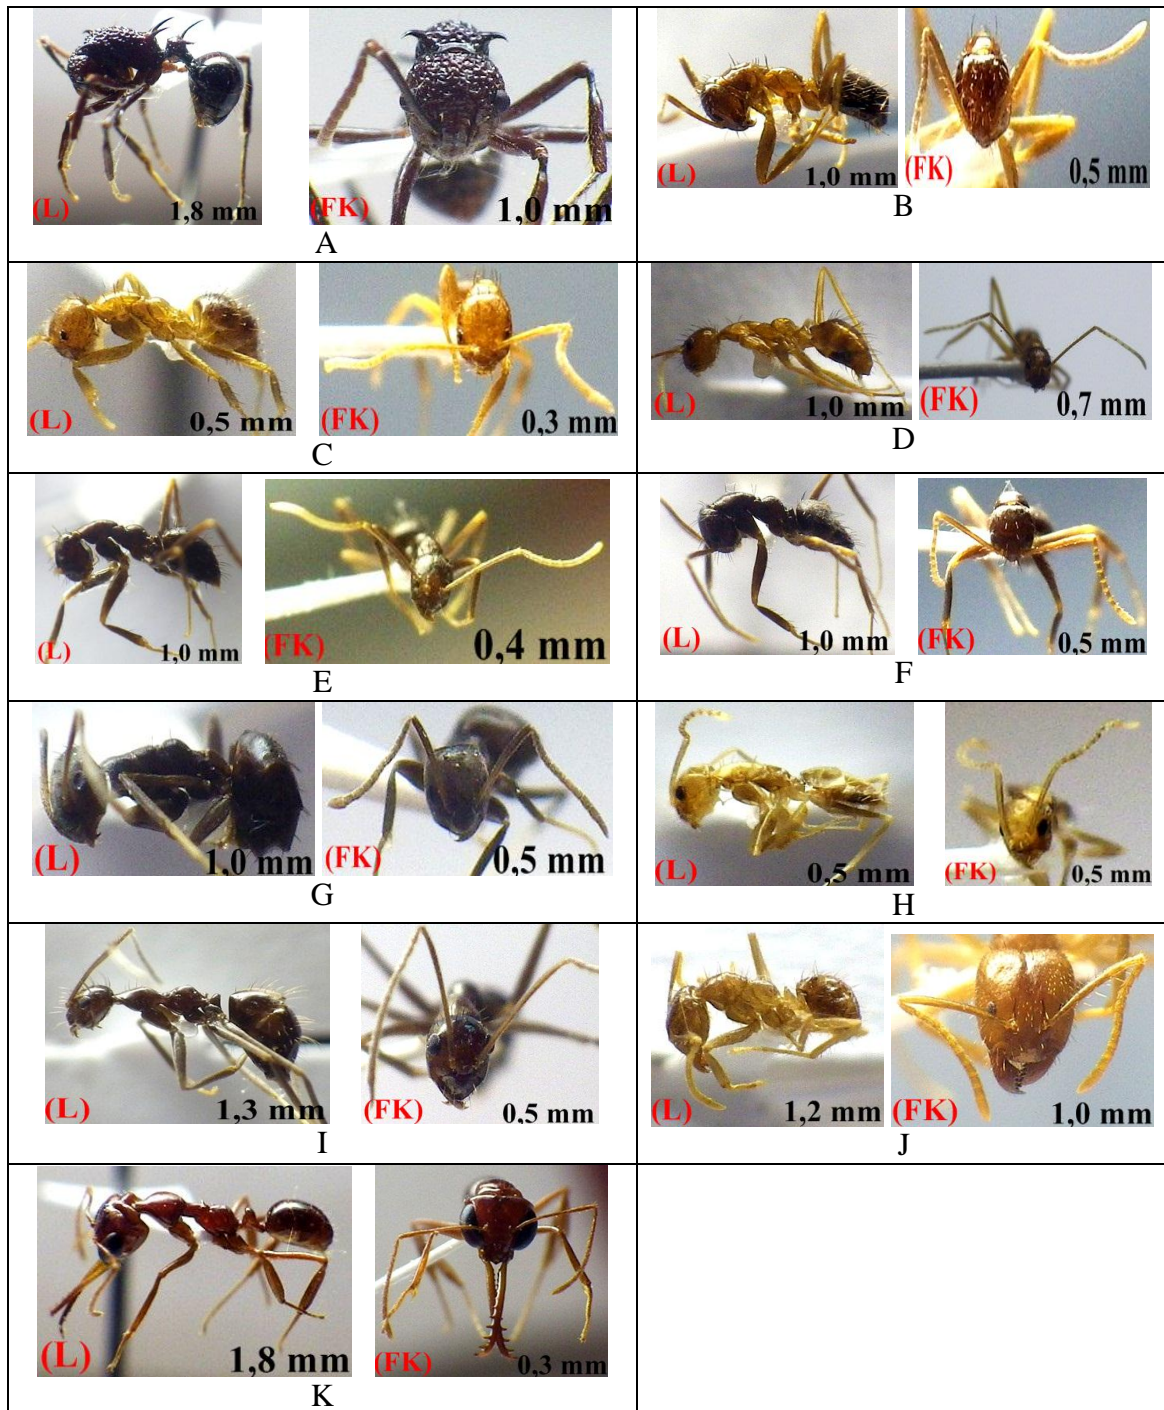 (L) 1,8 mm
(FK) 1,0 mm
A
(L) 1,0 mm
(FK) 0,5 mm
B
(L) 0,5 mm
(FK) 0,3 mm
C
(L) 1,0 mm
(FK) 0,7 mm
D
(L) 1,0 mm
(FK) 0,4 mm
E
(L) 1,0 mm
(FK) 0,5 mm
F
(L) 1,0 mm
(FK) 0,5 mm
G
(L) 0,5 mm
(FK) 0,5 mm
H
(L) 1,3 mm
(FK) 0,5 mm
I
(L) 1,2 mm
(FK) 1,0 mm
J
(L) 1,8 mm
(FK) 0,3 mm
K